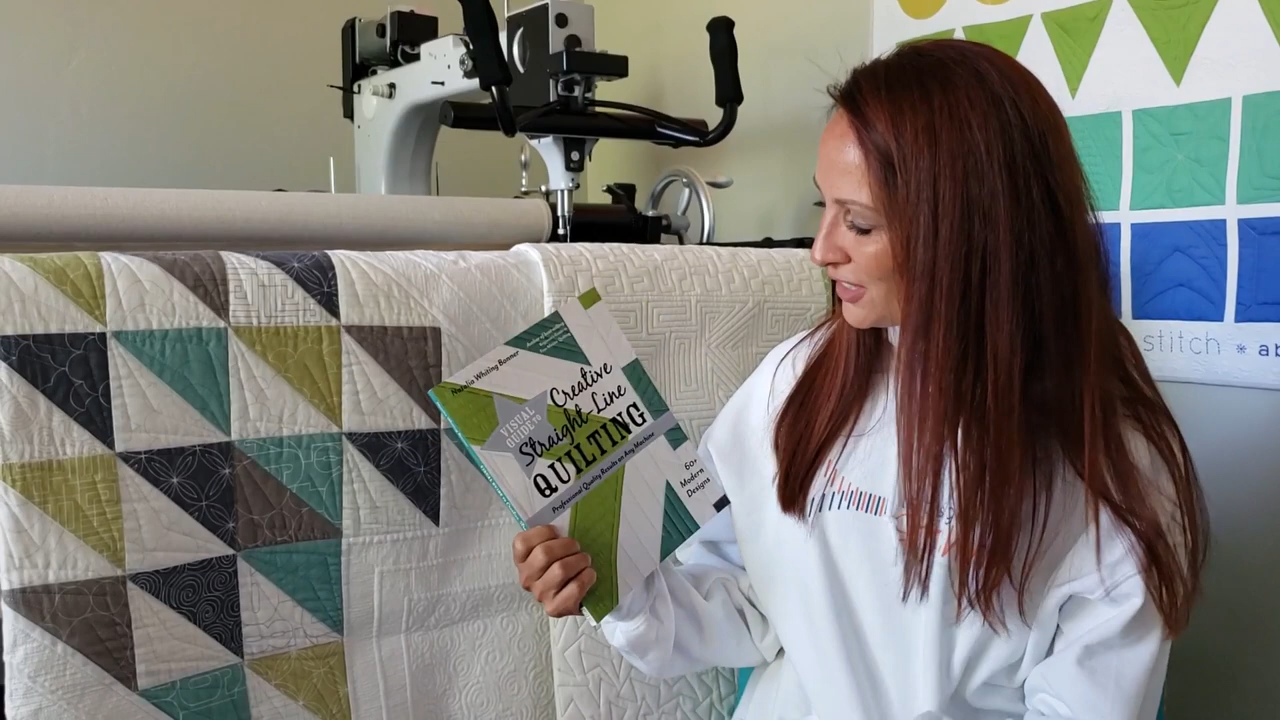 Natalia Whiting Bonner
VISUAL
GUIDE TO
Creative
Straight-Line
QUILTING
Professional Quality Results on Any Machine
60+
Modern
Designs
stitch * ab